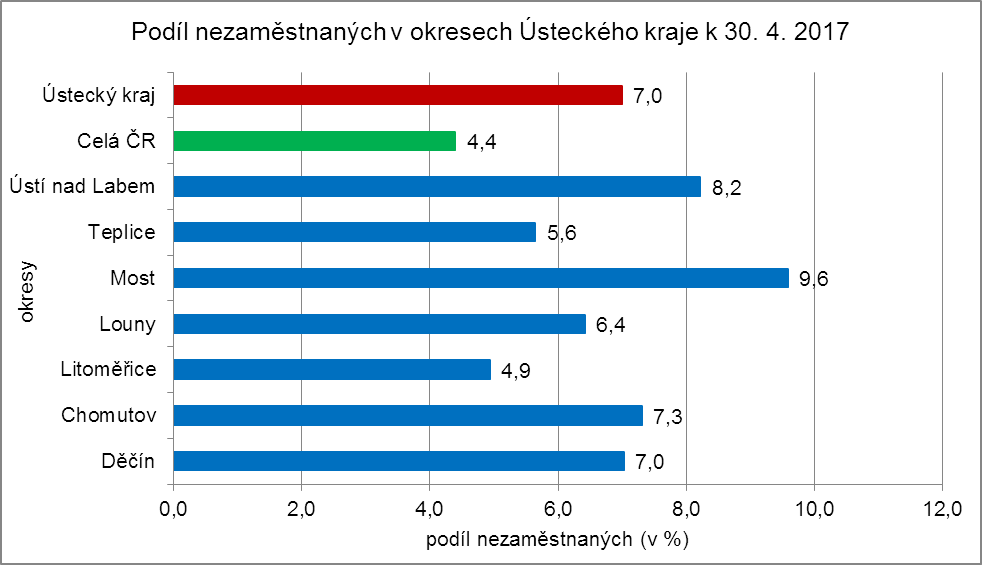 Podíl nezaměstnaných v okresech Ústeckého kraje k 30. 4. 2017
Ústecký kraj 7,0
Celá ČR 4,4
Ústí nad Labem 8,2
Teplice 5,6
Most 9,6
Louny 6,4
Litoměřice 4,9
Chomutov 7,3
Děčín 7,0
okresy
0,0 2,0 4,0 6,0 8,0 10,0 12,0
podíl nezaměstnaných (v %)